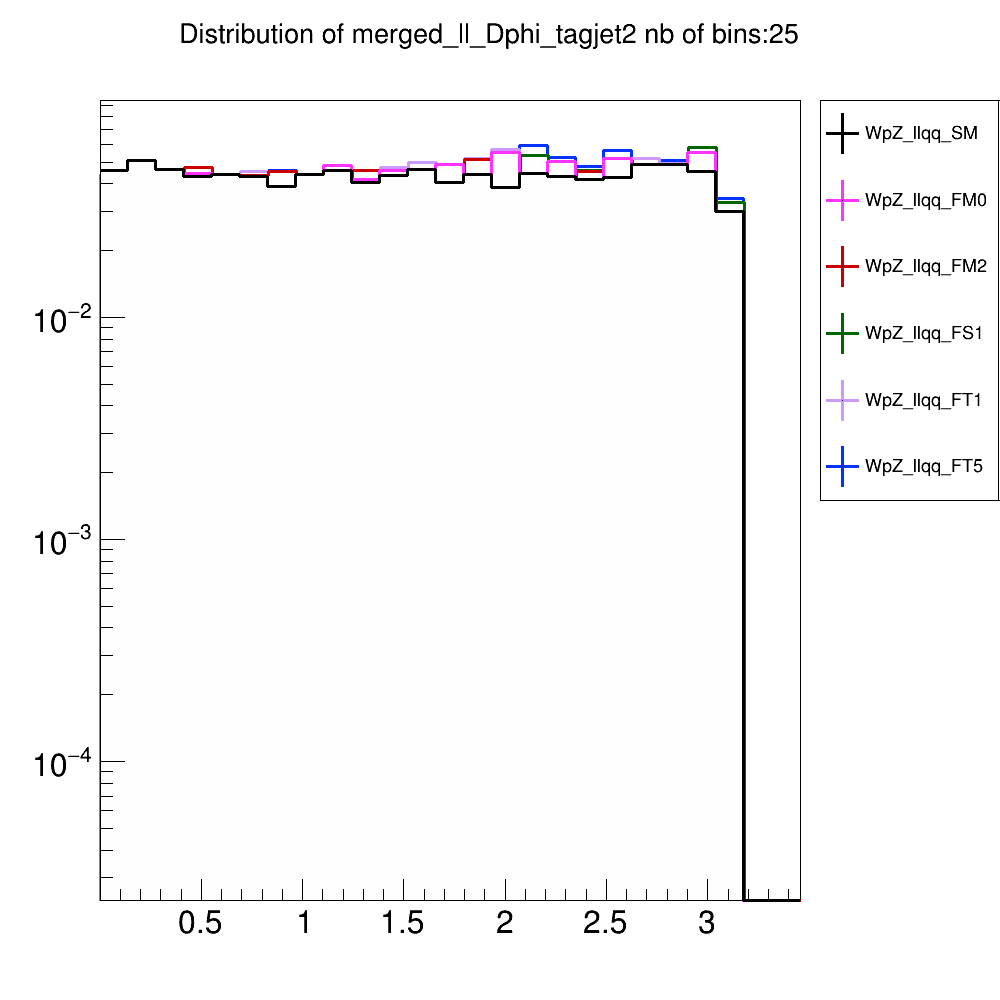 Distribution of merged_ll_Dphi_tagjet2 nb of bins:25
WpZ_llqq_SM
WpZ_llqq_FM0
WpZ_llqq_FM2
WpZ_llqq_FS1
WpZ_llqq_FT1
WpZ_llqq_FT5
10⁻²
10⁻³
10⁻⁴
0.5 1 1.5 2 2.5 3